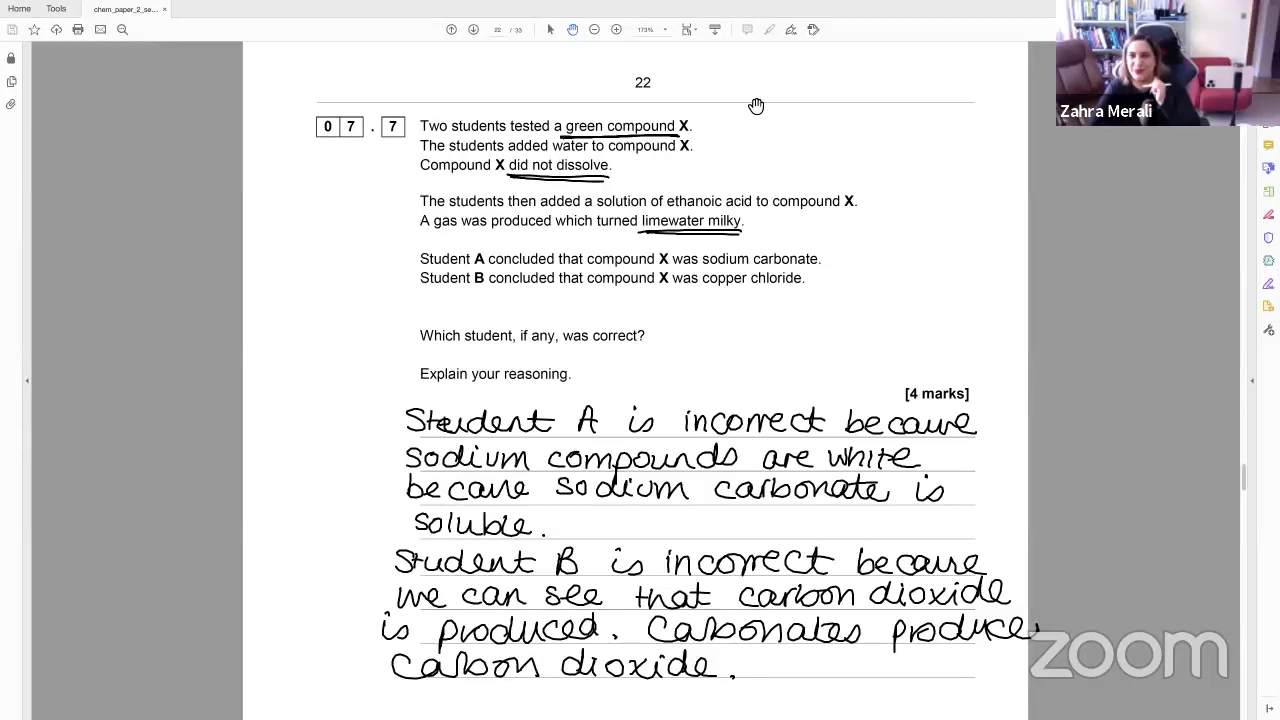 Home Tools chem_paper_2_se... ×
22 / 33 173%
Zahra Merali
22
0 7 . 7 Two students tested a green compound X.
The students added water to compound X.
Compound X did not dissolve.
The students then added a solution of ethanoic acid to compound X.
A gas was produced which turned limewater milky.
Student A concluded that compound X was sodium carbonate.
Student B concluded that compound X was copper chloride.
Which student, if any, was correct?
Explain your reasoning.
[4 marks]
Student A is incorrect because
sodium compounds are white
because sodium carbonate is
soluble.
Student B is incorrect because
we can see that carbon dioxide
is produced. Carbonates produce
carbon dioxide.
zoom